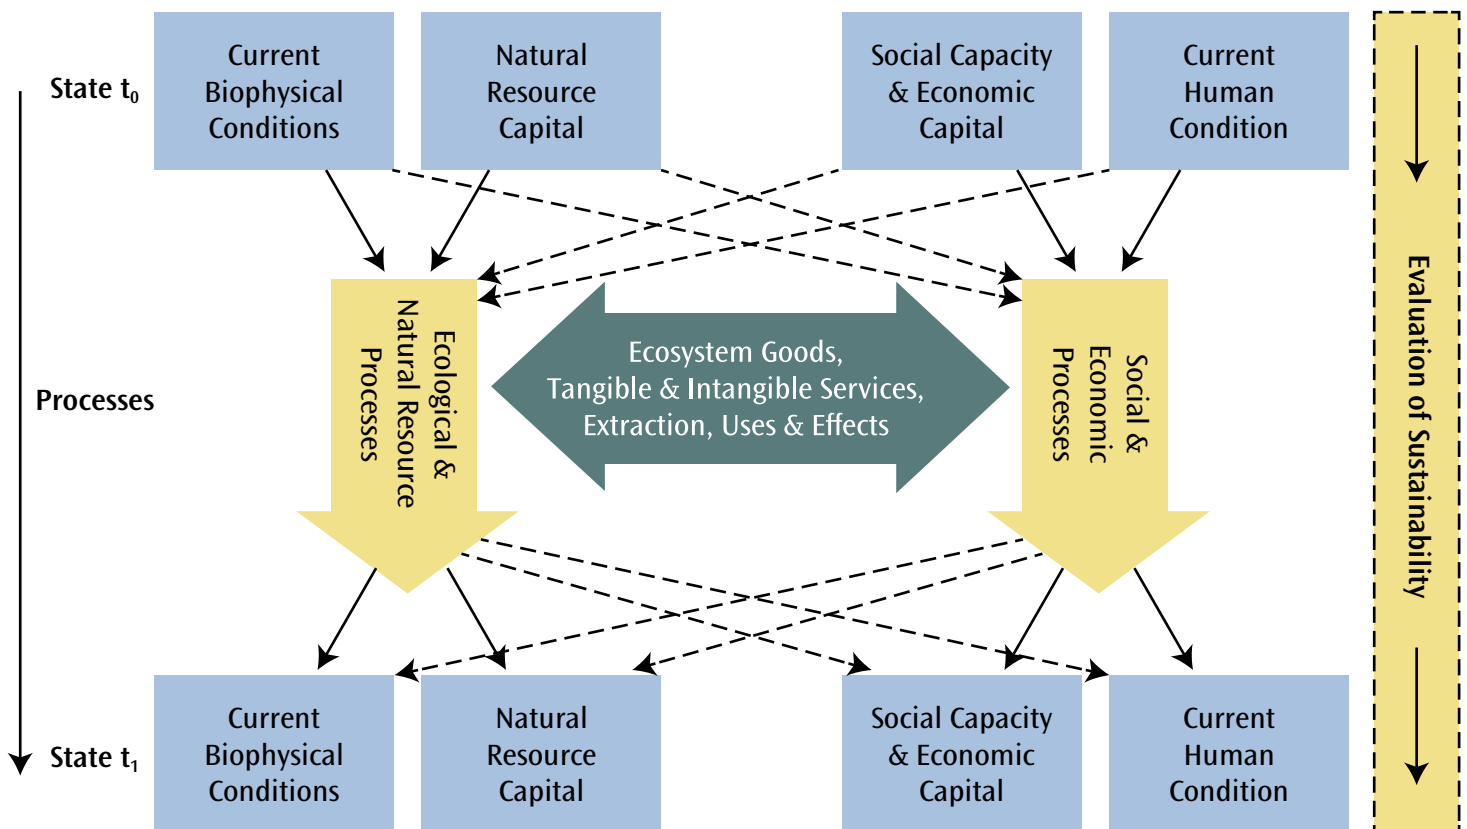 State t0
Current
Biophysical
Conditions
Natural
Resource
Capital
Social Capacity
& Economic
Capital
Current
Human
Condition
Processes
Ecological &
Natural Resource
Processes
Ecosystem Goods,
Tangible & Intangible Services,
Extraction, Uses & Effects
Social &
Economic
Processes
Evaluation of Sustainability
State t1
Current
Biophysical
Conditions
Natural
Resource
Capital
Social Capacity
& Economic
Capital
Current
Human
Condition